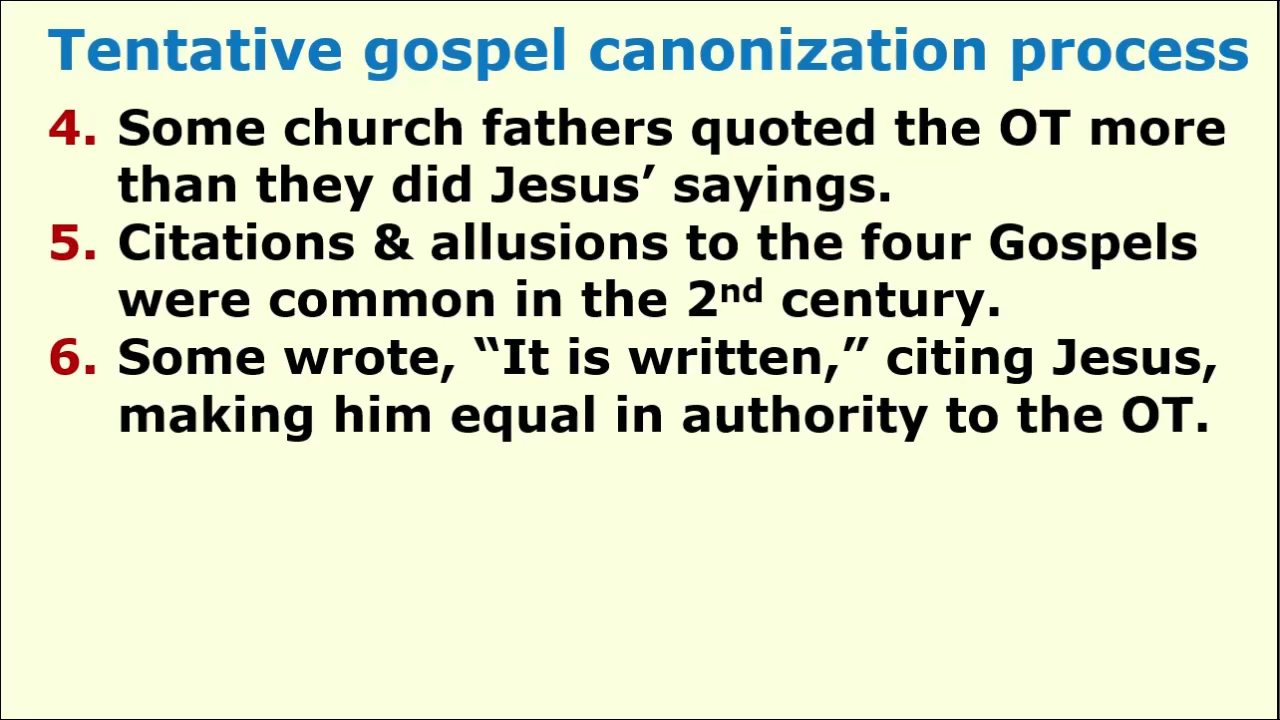 Tentative gospel canonization process
4. Some church fathers quoted the OT more
than they did Jesus’ sayings.
5. Citations & allusions to the four Gospels
were common in the 2nd century.
6. Some wrote, “It is written,” citing Jesus,
making him equal in authority to the OT.